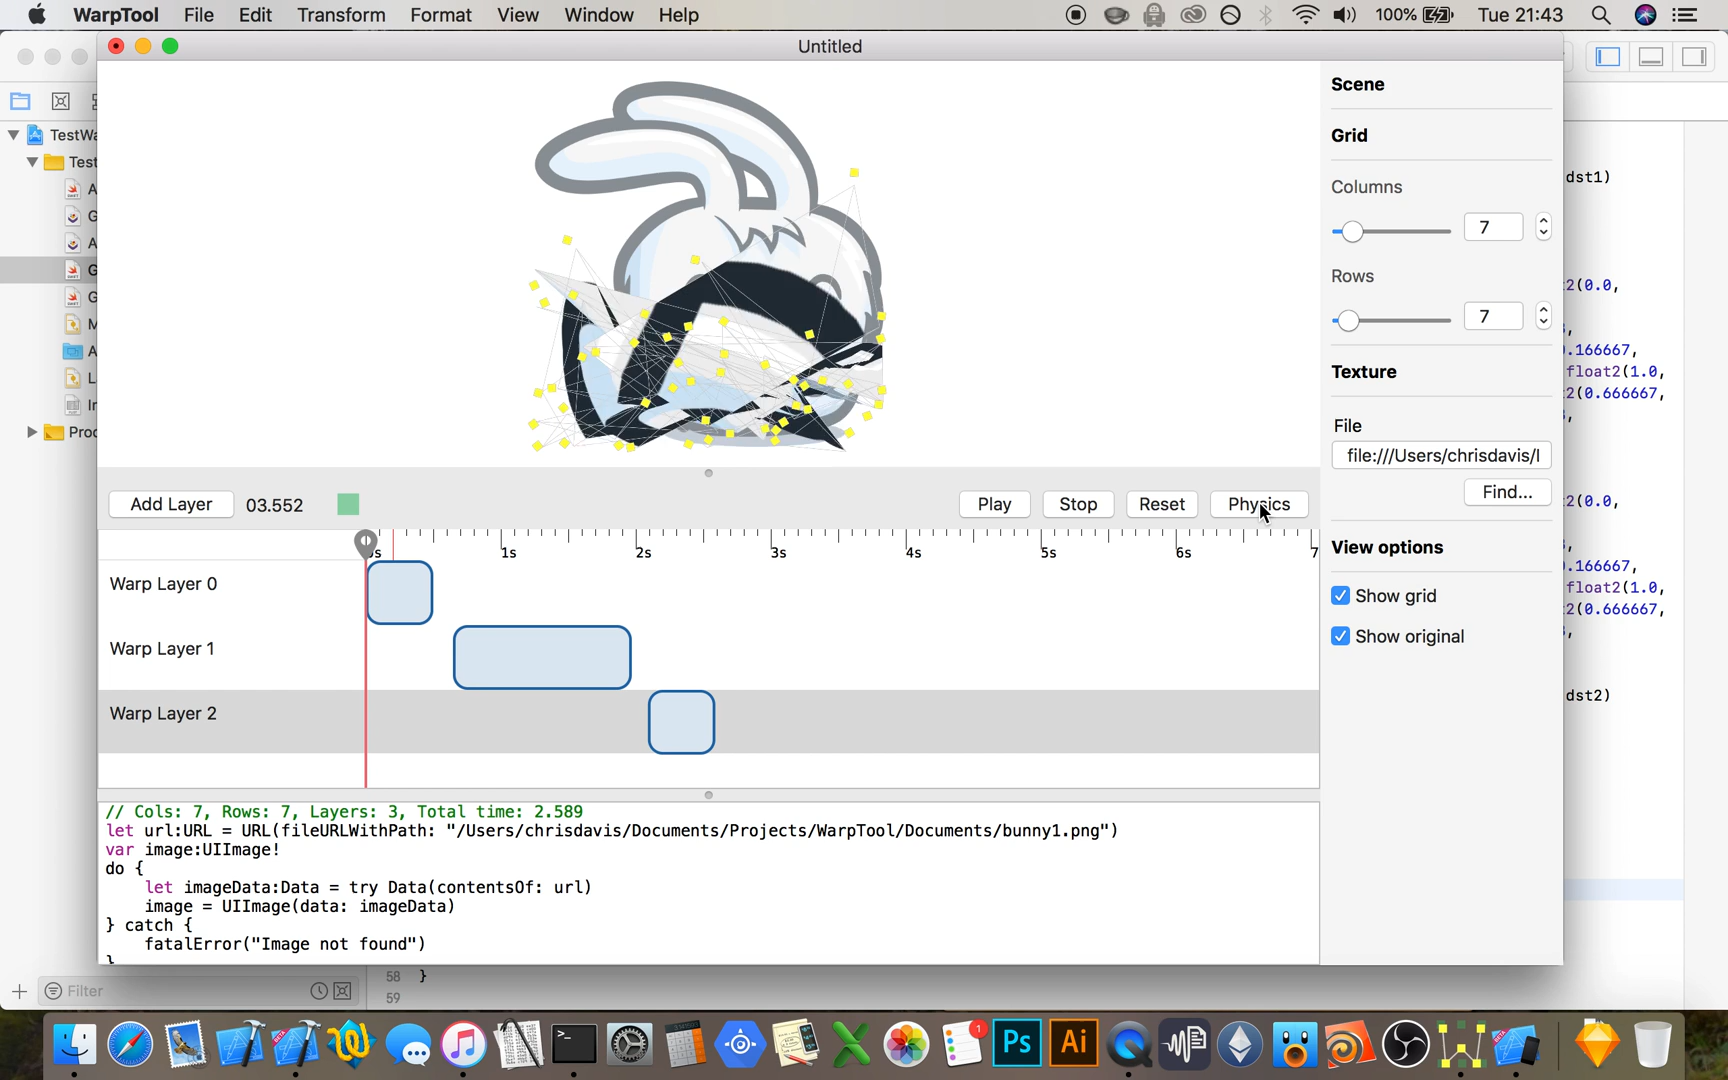 WarpTool File Edit Transform Format View Window Help 100% Tue 21:43
Untitled
TestWa
Test
A
G
A
G
G
M
A
L
In
Proc
Filter
Scene
Grid
Columns
7
Rows
7
Texture
File
file:///Users/chrisdavis/I
Find...
View options
Show grid
Show original
Add Layer 03.552 Play Stop Reset Physics
0s 1s 2s 3s 4s 5s 6s 7
Warp Layer 0
Warp Layer 1
Warp Layer 2
// Cols: 7, Rows: 7, Layers: 3, Total time: 2.589
let url:URL = URL(fileURLWithPath: "/Users/chrisdavis/Documents/Projects/WarpTool/Documents/bunny1.png")
var image:UIImage!
do {
let imageData:Data = try Data(contentsOf: url)
image = UIImage(data: imageData)
} catch {
fatalError("Image not found")
}
58 }
59
dst1)
2(0.0,
,
.166667,
float2(1.0,
2(0.666667,
,
2(0.0,
,
.166667,
float2(1.0,
2(0.666667,
,
dst2)
1
Ps
Ai